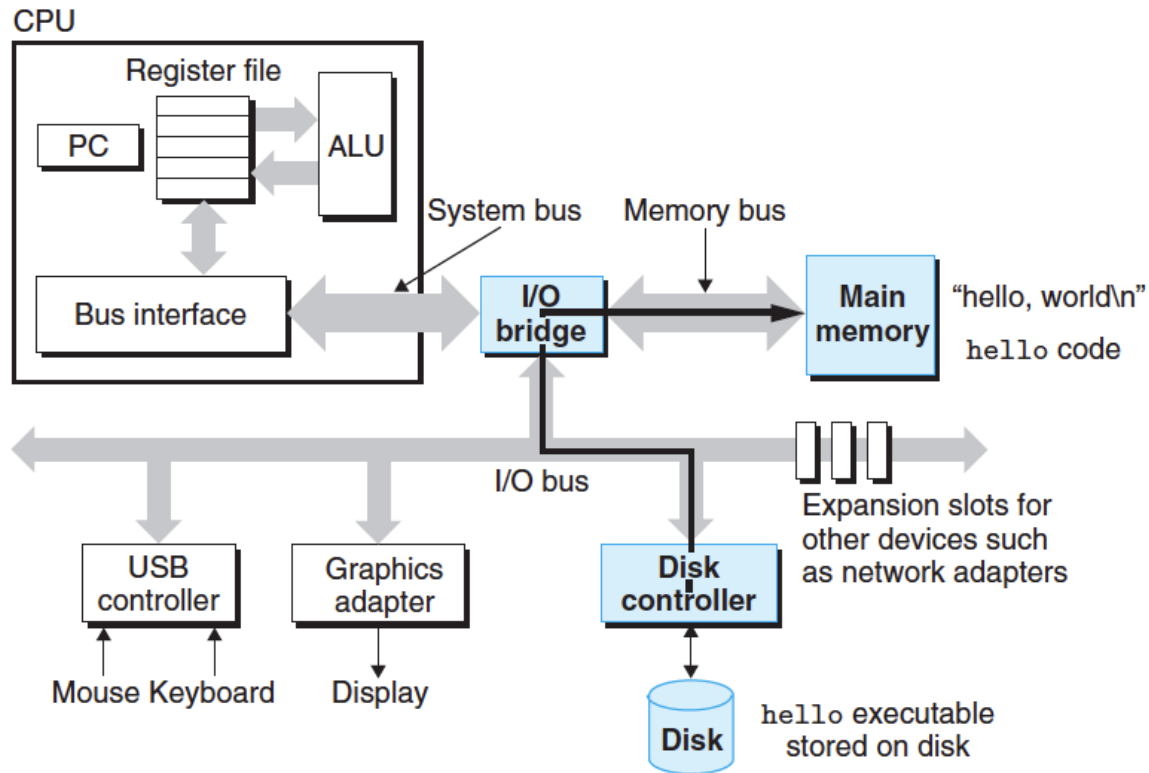 CPU
Register file
PC
ALU
System bus
Memory bus
Bus interface
I/O
bridge
Main
memory
“hello, world\n”
hello code
I/O bus
Expansion slots for
other devices such
as network adapters
USB
controller
Graphics
adapter
Disk
controller
Mouse Keyboard
Display
Disk
hello executable
stored on disk